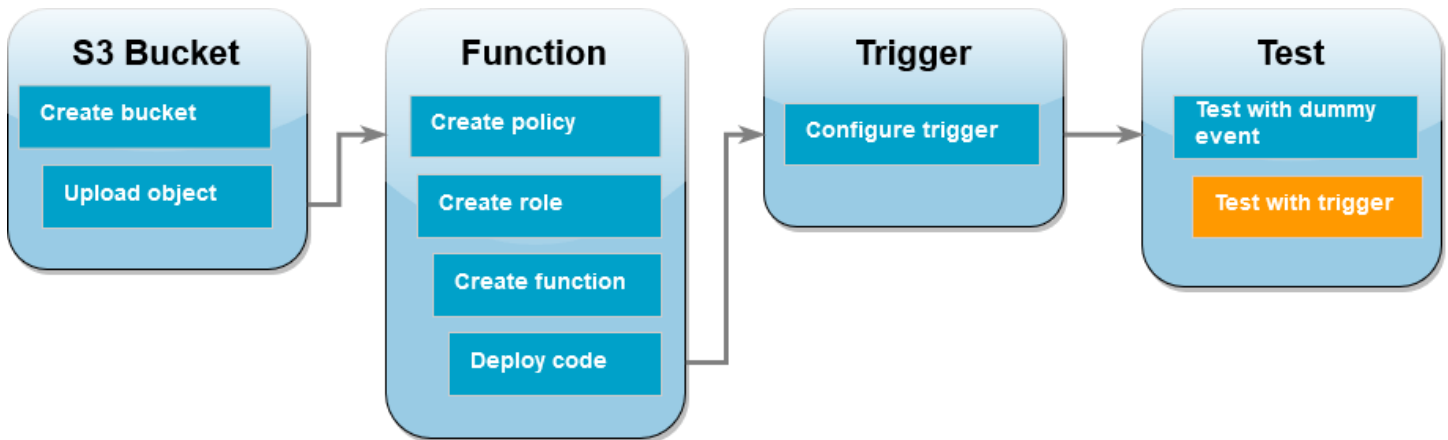 S3 Bucket
Create bucket
Upload object
Function
Create policy
Create role
Create function
Deploy code
Trigger
Configure trigger
Test
Test with dummy
event
Test with trigger